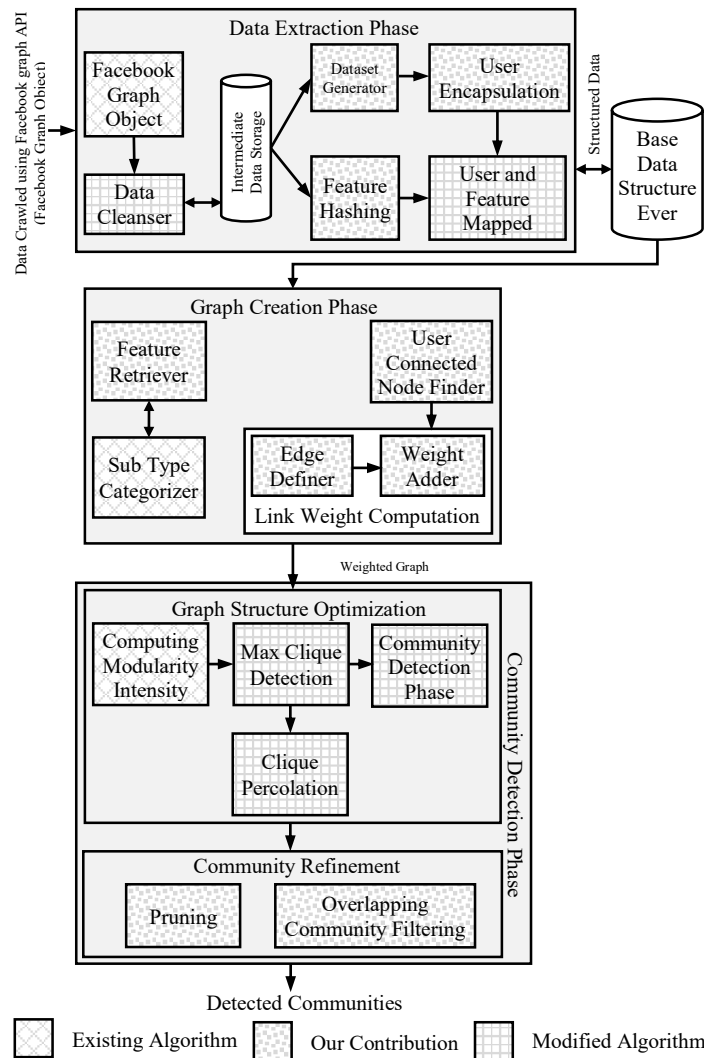 Data Crawled using Facebook graph API
(Facebook Graph Obiect)
Data Extraction Phase
Facebook
Graph
Object
Data
Cleanser
Intermediate
Data Storage
Dataset
Generator
User
Encapsulation
Feature
Hashing
User and
Feature
Mapped
Structured Data
Base
Data
Structure
Ever
Graph Creation Phase
Feature
Retriever
Sub Type
Categorizer
User
Connected
Node Finder
Edge
Definer
Weight
Adder
Link Weight Computation
Weighted Graph
Graph Structure Optimization
Computing
Modularity
Intensity
Max Clique
Detection
Community
Detection
Phase
Clique
Percolation
Community Detection Phase
Community Refinement
Pruning
Overlapping
Community Filtering
Detected Communities
Existing Algorithm
Our Contribution
Modified Algorithm